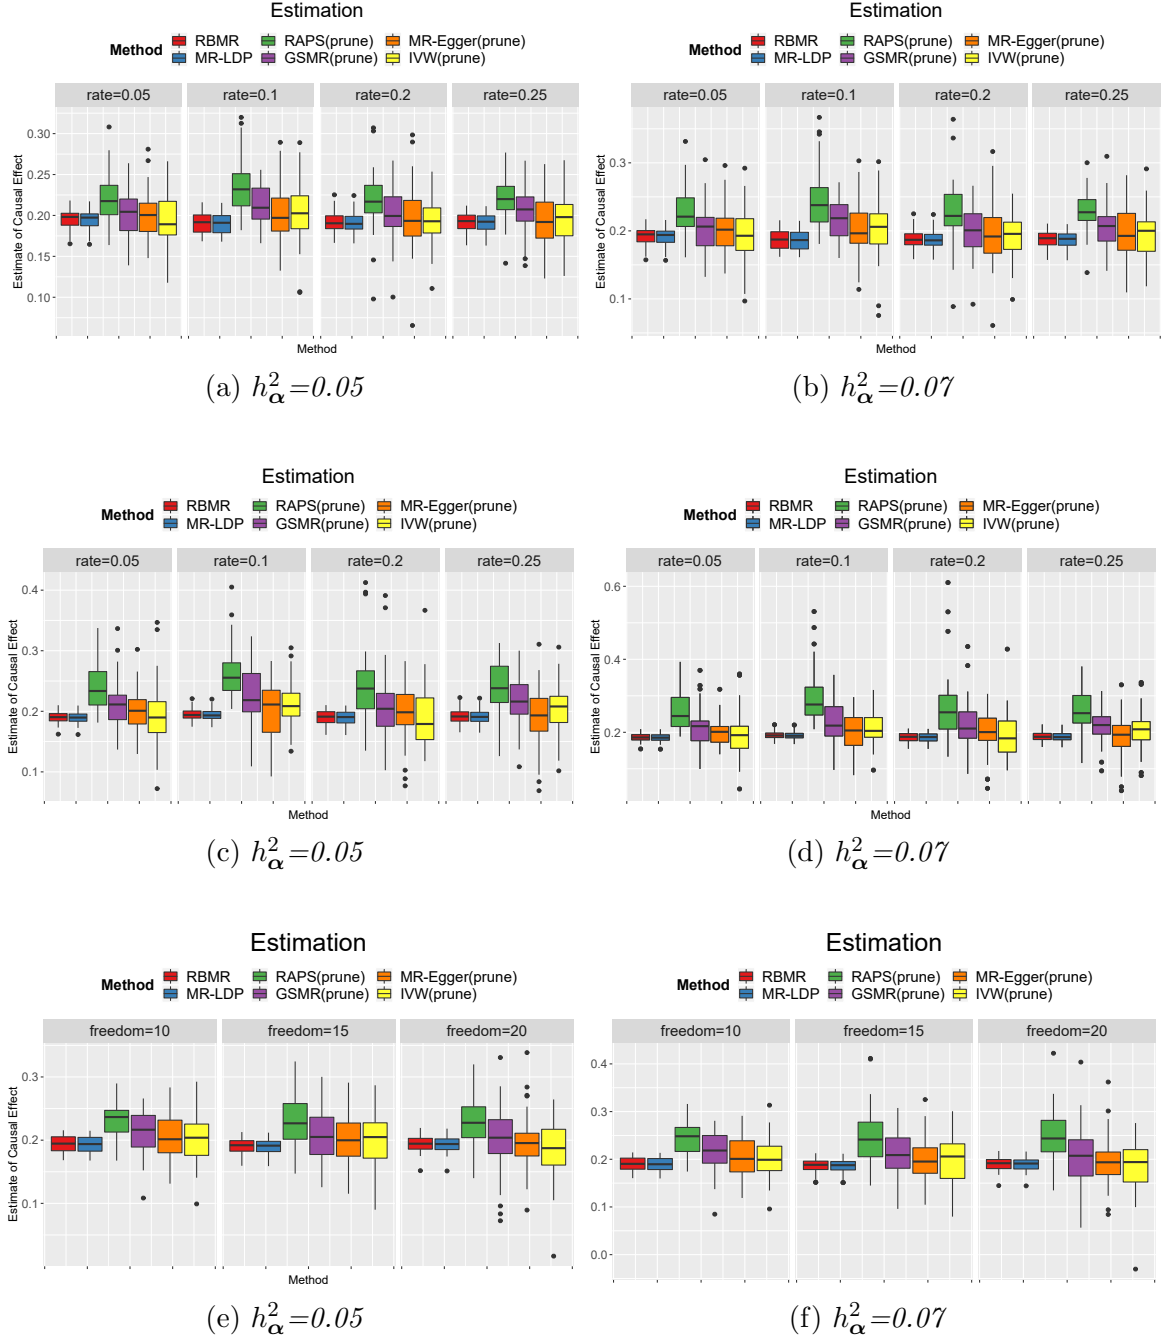 Estimation
Method RBMR RAPS(prune) MR-Egger(prune)
MR-LDP GSMR(prune) IVW(prune)
rate=0.05 rate=0.1 rate=0.2 rate=0.25
Estimate of Causal Effect
0.30
0.25
0.20
0.15
0.10
Method
(a) h²α=0.05
Estimation
Method RBMR RAPS(prune) MR-Egger(prune)
MR-LDP GSMR(prune) IVW(prune)
rate=0.05 rate=0.1 rate=0.2 rate=0.25
Estimate of Causal Effect
0.3
0.2
0.1
Method
(b) h²α=0.07
Estimation
Method RBMR RAPS(prune) MR-Egger(prune)
MR-LDP GSMR(prune) IVW(prune)
rate=0.05 rate=0.1 rate=0.2 rate=0.25
Estimate of Causal Effect
0.4
0.3
0.2
0.1
Method
(c) h²α=0.05
Estimation
Method RBMR RAPS(prune) MR-Egger(prune)
MR-LDP GSMR(prune) IVW(prune)
rate=0.05 rate=0.1 rate=0.2 rate=0.25
Estimate of Causal Effect
0.6
0.4
0.2
Method
(d) h²α=0.07
Estimation
Method RBMR RAPS(prune) MR-Egger(prune)
MR-LDP GSMR(prune) IVW(prune)
freedom=10 freedom=15 freedom=20
Estimate of Causal Effect
0.3
0.2
0.1
Method
(e) h²α=0.05
Estimation
Method RBMR RAPS(prune) MR-Egger(prune)
MR-LDP GSMR(prune) IVW(prune)
freedom=10 freedom=15 freedom=20
0.4
0.3
0.2
0.1
0.0
(f) h²α=0.07